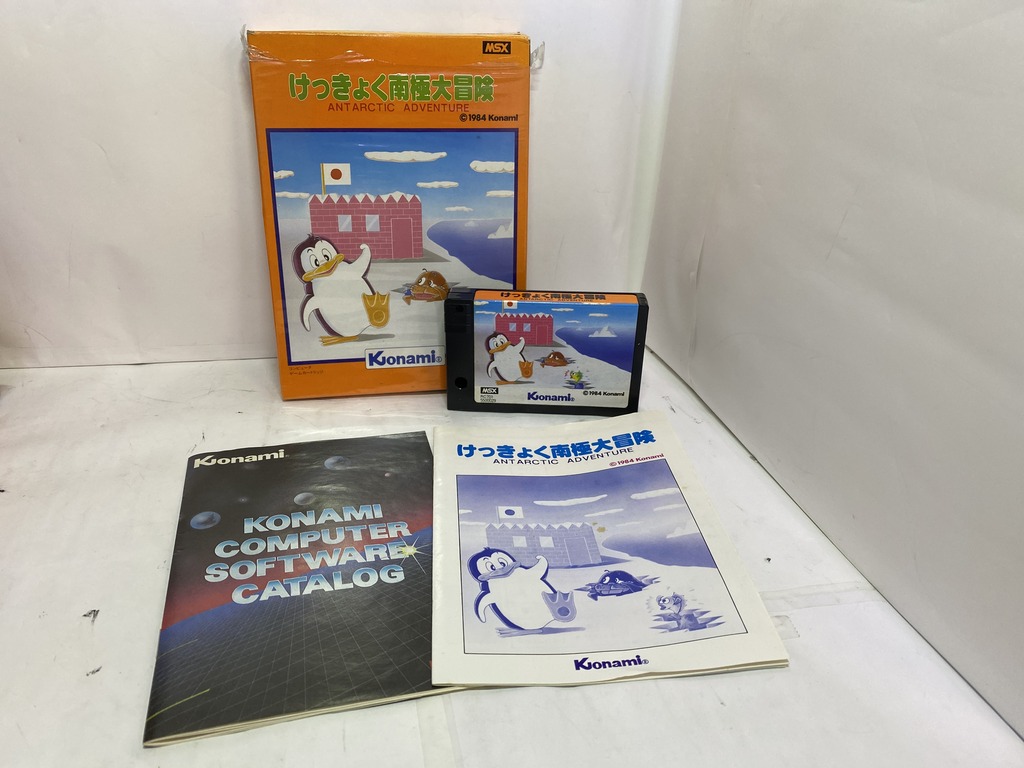 MSX
けっきょく南極大冒険
ANTARCTIC ADVENTURE
©1984 Konami
Konami®
けっきょく南極大冒険
MSX
Konami®
©1984 Konami
Konami
KONAMI
COMPUTER
SOFTWARE
CATALOG
けっきょく南極大冒険
ANTARCTIC ADVENTURE
©1984 Konami
Konami®